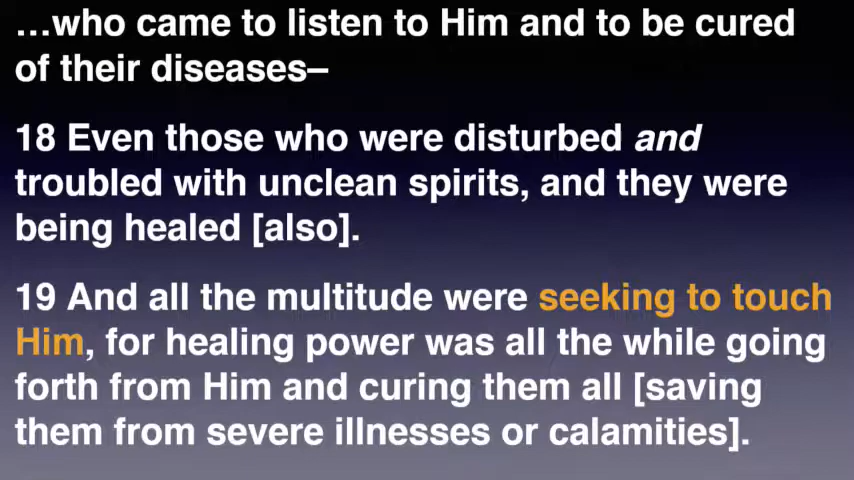 ...who came to listen to Him and to be cured
of their diseases–
18 Even those who were disturbed and
troubled with unclean spirits, and they were
being healed [also].
19 And all the multitude were seeking to touch
Him, for healing power was all the while going
forth from Him and curing them all [saving
them from severe illnesses or calamities].